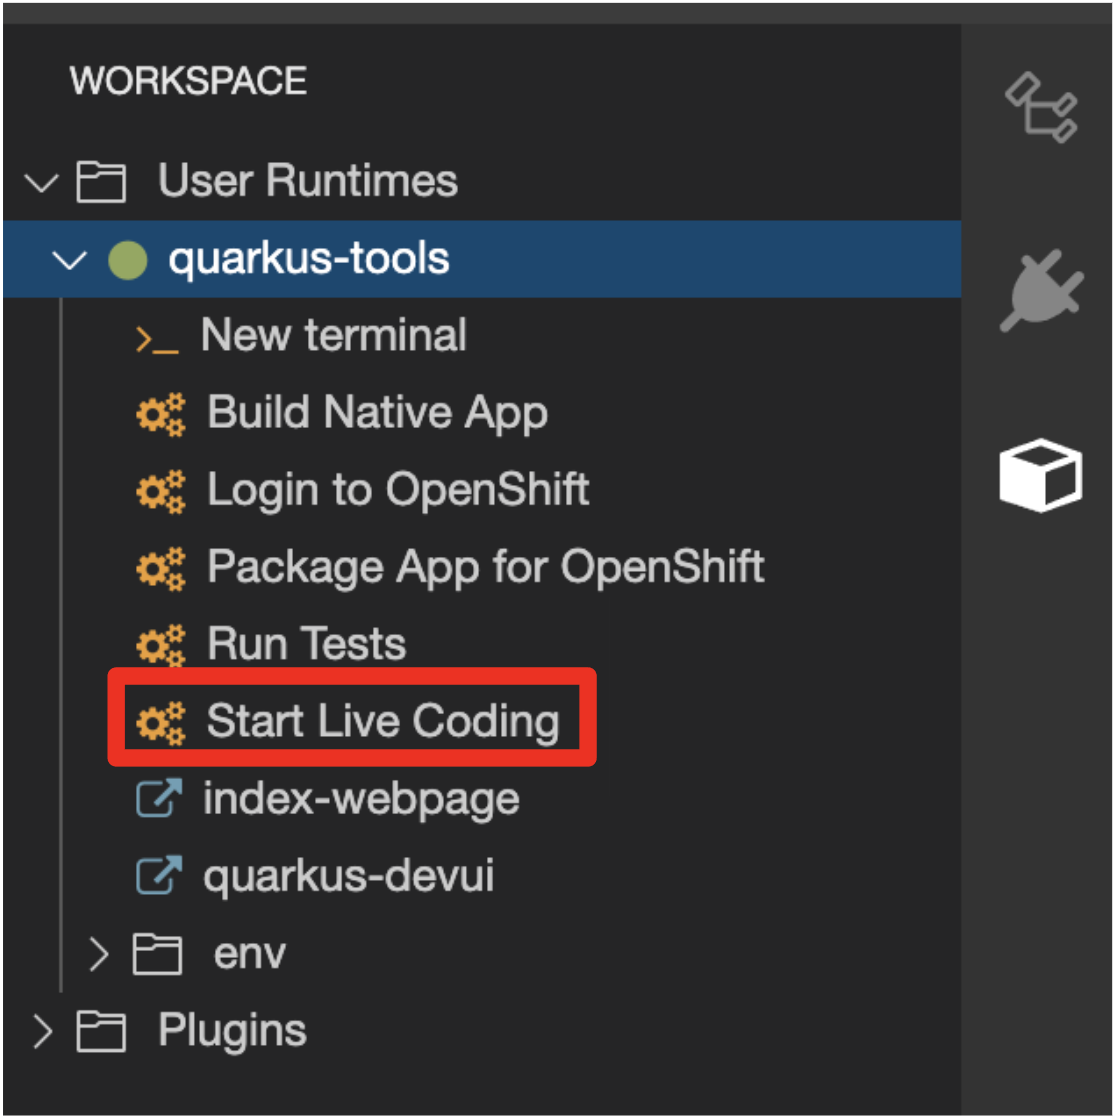 WORKSPACE
User Runtimes
quarkus-tools
New terminal
Build Native App
Login to OpenShift
Package App for OpenShift
Run Tests
Start Live Coding
index-webpage
quarkus-devui
env
Plugins